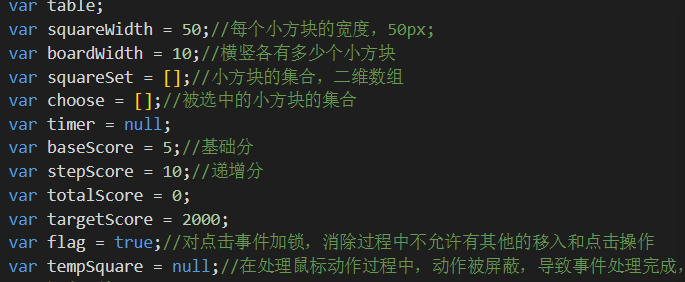 var table;
var squareWidth = 50;//每个小方块的宽度，50px;
var boardWidth = 10;//横竖各有多少个小方块
var squareSet = [];//小方块的集合，二维数组
var choose = [];//被选中的小方块的集合
var timer = null;
var baseScore = 5;//基础分
var stepScore = 10;//递增分
var totalScore = 0;
var targetScore = 2000;
var flag = true;//对点击事件加锁，消除过程中不允许有其他的移入和点击操作
var tempSquare = null;//在处理鼠标动作过程中，动作被屏蔽，导致事件处理完成，